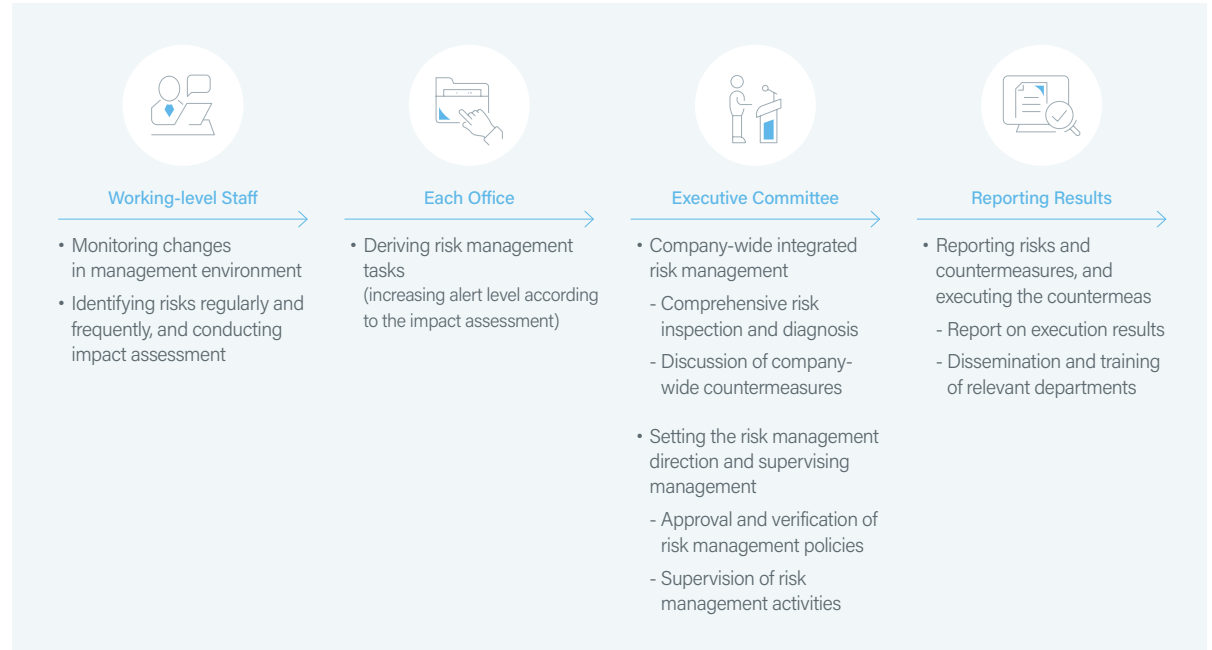 Working-level Staff
• Monitoring changes
in management environment
• Identifying risks regularly and
frequently, and conducting
impact assessment
Each Office
• Deriving risk management
tasks
(increasing alert level according
to the impact assessment)
Executive Committee
• Company-wide integrated
risk management
- Comprehensive risk
inspection and diagnosis
- Discussion of company-
wide countermeasures
• Setting the risk management
direction and supervising
management
- Approval and verification of
risk management policies
- Supervision of risk
management activities
Reporting Results
• Reporting risks and
countermeasures, and
executing the countermeas
- Report on execution results
- Dissemination and training
of relevant departments